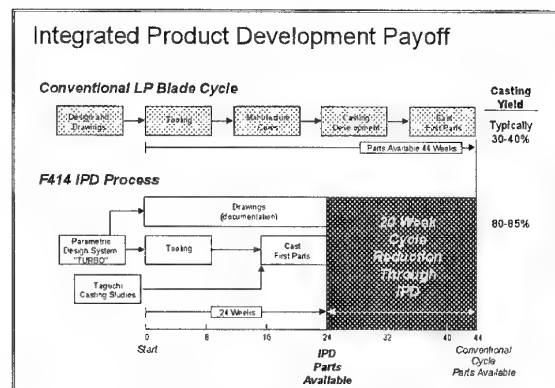 Integrated Product Development Payoff
Conventional LP Blade Cycle
Casting
Yield
Design and
Drawings
Tooling
Manufacture
Cores
Casting
Development
Cast
First Parts
Typically
30-40%
Parts Available 44 Weeks
F414 IPD Process
Drawings
(documentation)
80-85%
Parametric
Design System
"TURBO"
Tooling
Cast
First Parts
20 Week
Cycle
Reduction
Through
IPD
Taguchi
Casting Studies
24 Weeks
0 8 16 24 32 40 44
Start
IPD
Parts
Available
Conventional
Cycle
Parts Available